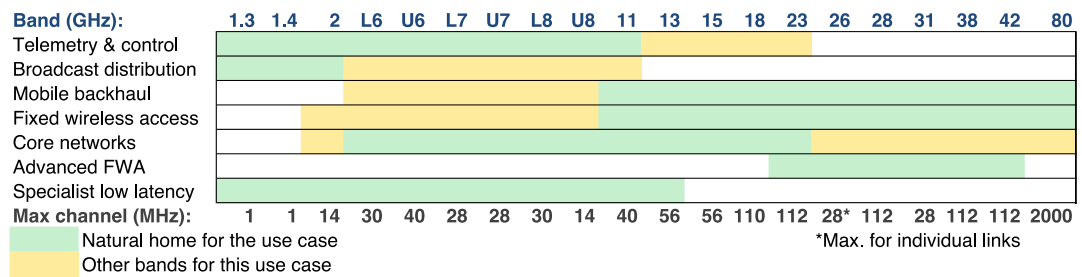 Band (GHz): 1.3 1.4 2 L6 U6 L7 U7 L8 U8 11 13 15 18 23 26 28 31 38 42 80
Telemetry & control
Broadcast distribution
Mobile backhaul
Fixed wireless access
Core networks
Advanced FWA
Specialist low latency
Max channel (MHz): 1 1 14 30 40 28 28 30 14 40 56 56 110 112 28* 112 28 112 112 2000
Natural home for the use case *Max. for individual links
Other bands for this use case